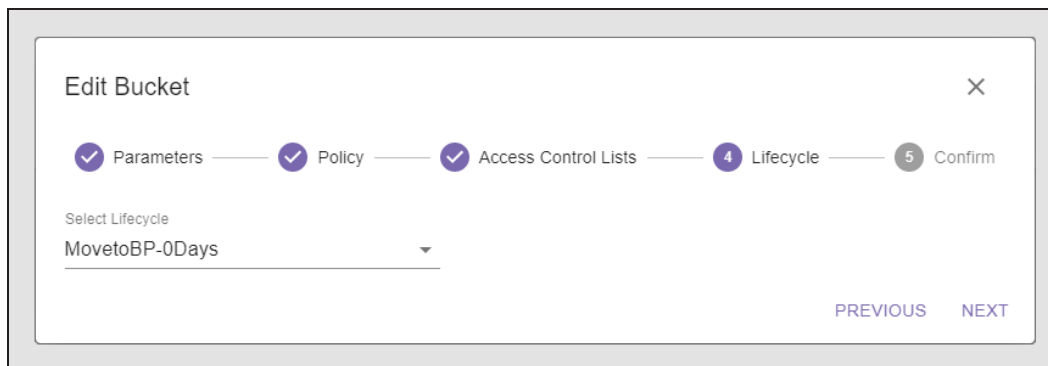 Edit Bucket
Parameters Policy Access Control Lists 4 Lifecycle 5 Confirm
Select Lifecycle
MovetoBP-0Days
PREVIOUS NEXT